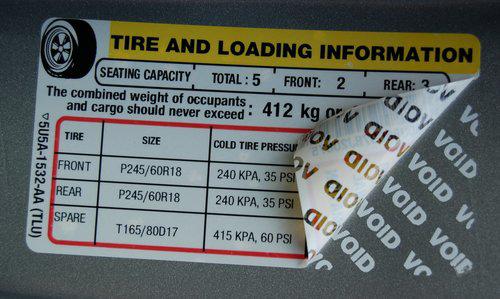 TIRE AND LOADING INFORMATION
SEATING CAPACITY TOTAL : 5 FRONT: 2 REAR: 3
The combined weight of occupants
and cargo should never exceed : 412 kg or
TIRE SIZE COLD TIRE PRESSU
FRONT P245/60R18 240 KPA, 35 PSI
REAR P245/60R18 240 KPA, 35 PSI
SPARE T165/80D17 415 KPA, 60 PSI
5U5A-1532-AA (TLU)
VOID
VOID VOID
VOID VOID VOID
VOID VOID VOID
VOID VOID